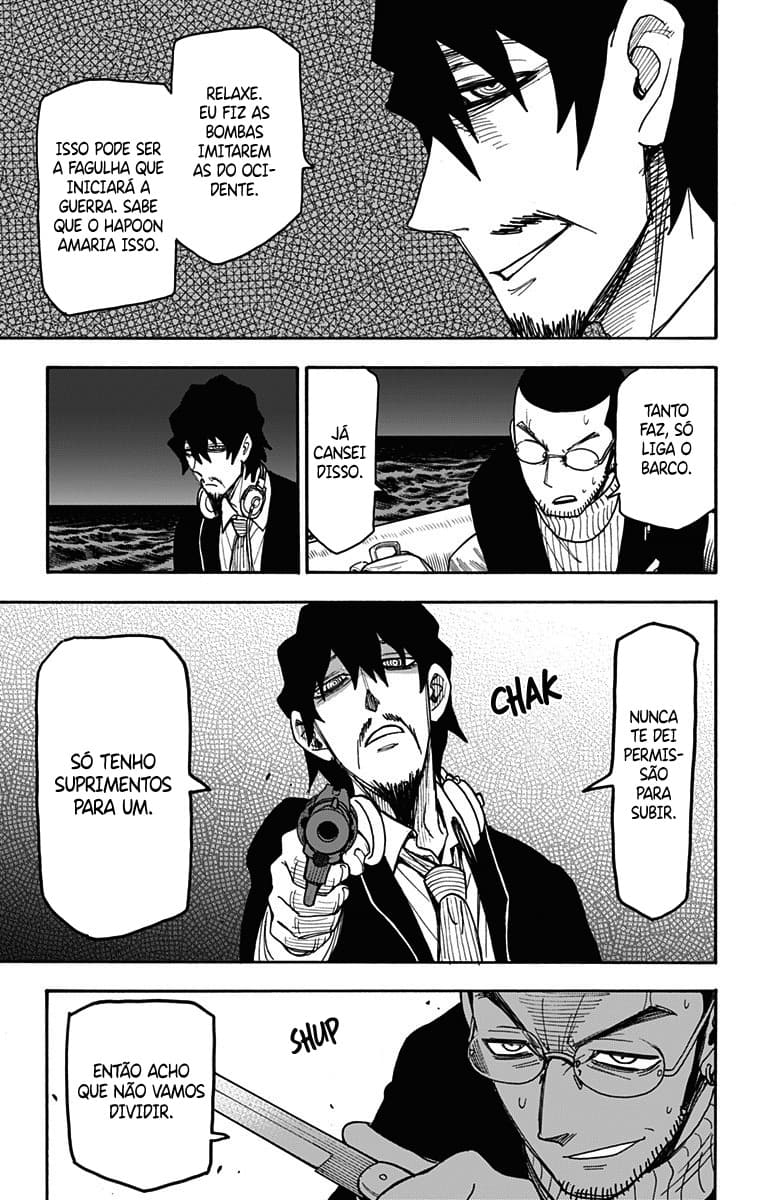 RELAXE.
EU FIZ AS
BOMBAS
IMITAREM
AS DO OCI-
DENTE.
ISSO PODE SER
A FAGULHA QUE
INICIARÁ A
GUERRA. SABE
QUE O HAPOON
AMARIA ISSO.
TANTO
FAZ, SÓ
LIGA O
BARCO.
JÁ
CANSEI
DISSO.
CHAK
NUNCA
TE DEI
PERMIS-
SÃO
PARA
SUBIR.
SÓ TENHO
SUPRIMENTOS
PARA UM.
SHUP
ENTÃO ACHO
QUE NÃO VAMOS
DIVIDIR.